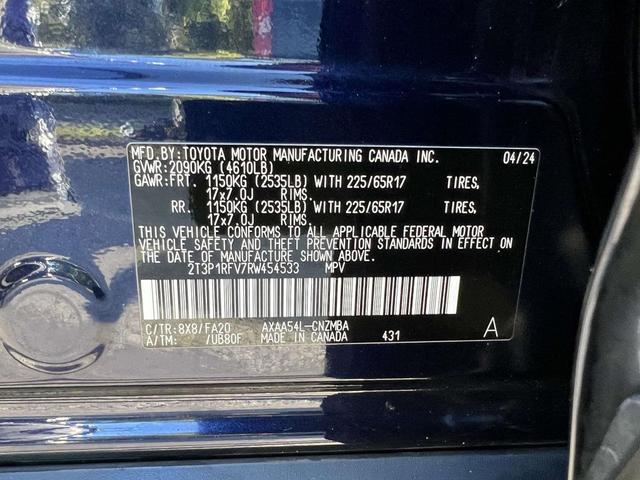 MFD.BY:TOYOTA MOTOR MANUFACTURING CANADA INC. 04/24
GVWR:2090KG (4610LB)
GAWR:FRT. 1150KG (2535LB) WITH 225/65R17 TIRES,
17x7.0J RIMS.
RR. 1150KG (2535LB) WITH 225/65R17 TIRES,
17x7.0J RIMS.
THIS VEHICLE CONFORMS TO ALL APPLICABLE FEDERAL MOTOR
VEHICLE SAFETY AND THEFT PREVENTION STANDARDS IN EFFECT ON
THE DATE OF MANUFACTURE SHOWN ABOVE.
2T3P1RFV7RW454533 MPV
C/TR:8X8/FA20 AXAA54L-CNZMBA
A/TM: /UB80F MADE IN CANADA 431 A